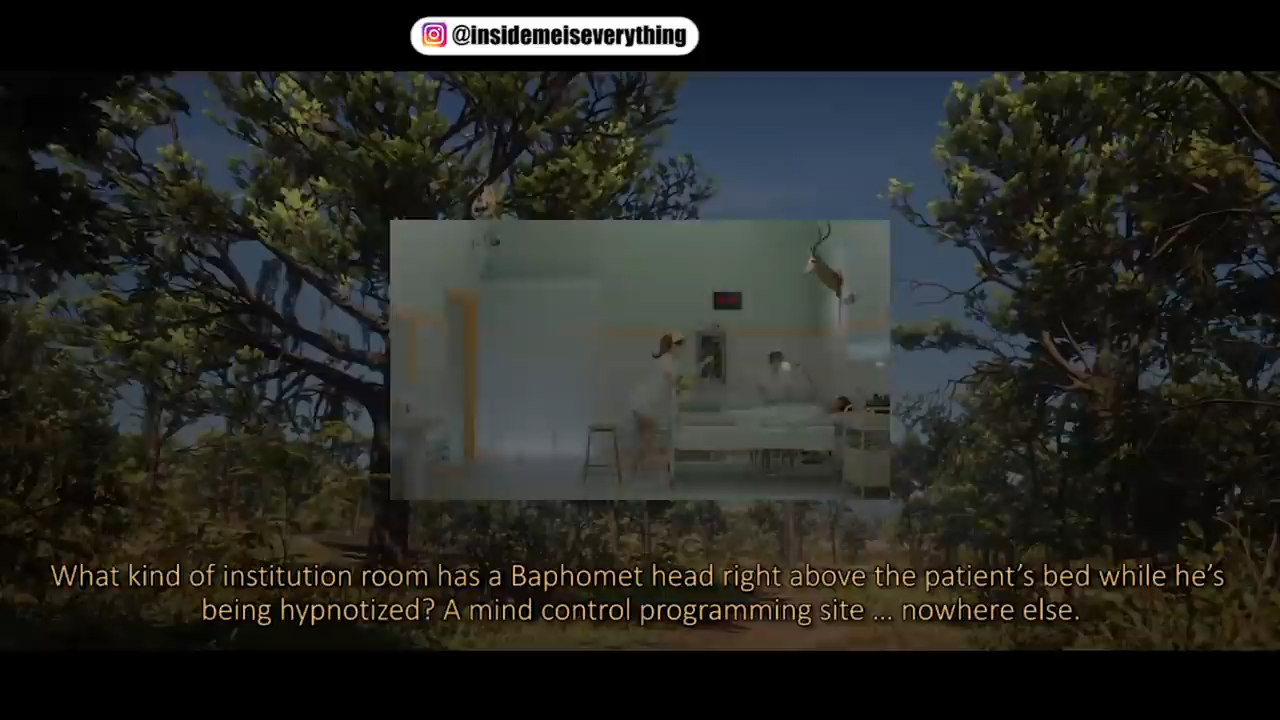 @insidemeiseverything
What kind of institution room has a Baphomet head right above the patient's bed while he's
being hypnotized? A mind control programming site ... nowhere else.